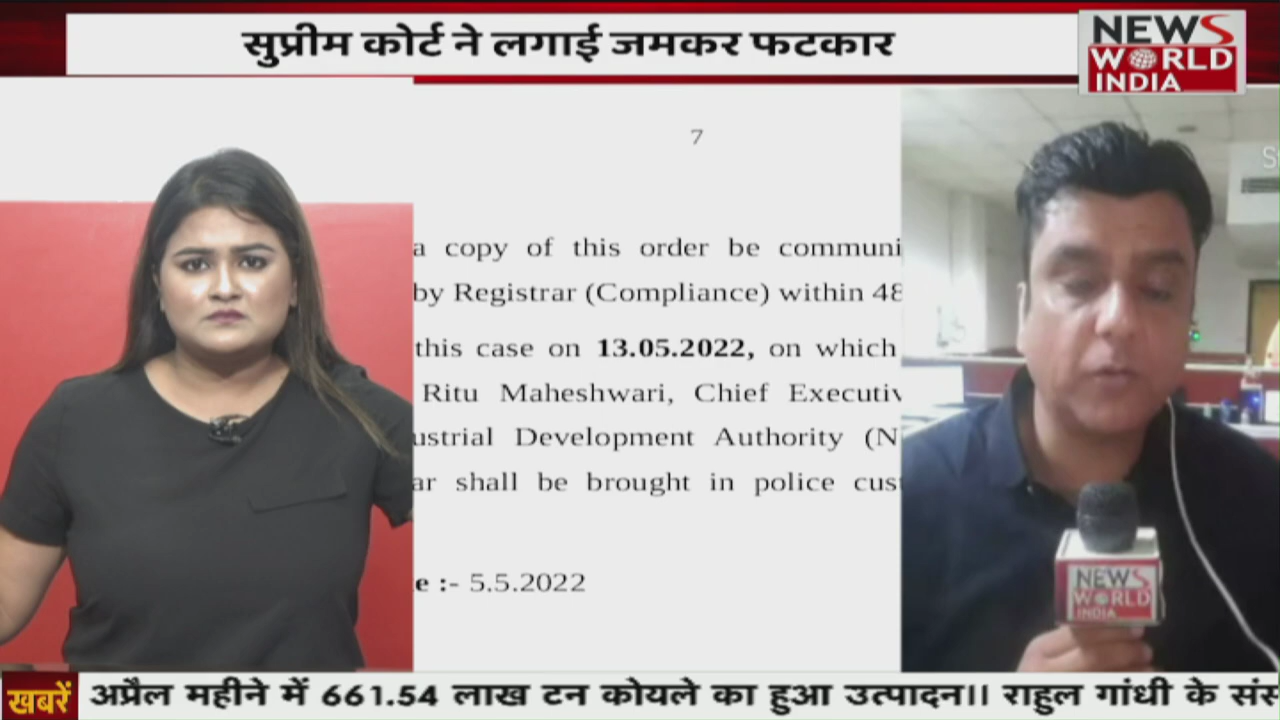 सुप्रीम कोर्ट ने लगाई जमकर फटकार
NEWS
WORLD
INDIA
7
a copy of this order be communi
by Registrar (Compliance) within 48
this case on 13.05.2022, on which
Ritu Maheshwari, Chief Executiv
ustrial Development Authority (N
ar shall be brought in police cus
e :- 5.5.2022
NEWS
WORLD
INDIA
खबरें अप्रैल महीने में 661.54 लाख टन कोयले का हुआ उत्पादन।। राहुल गांधी के संस